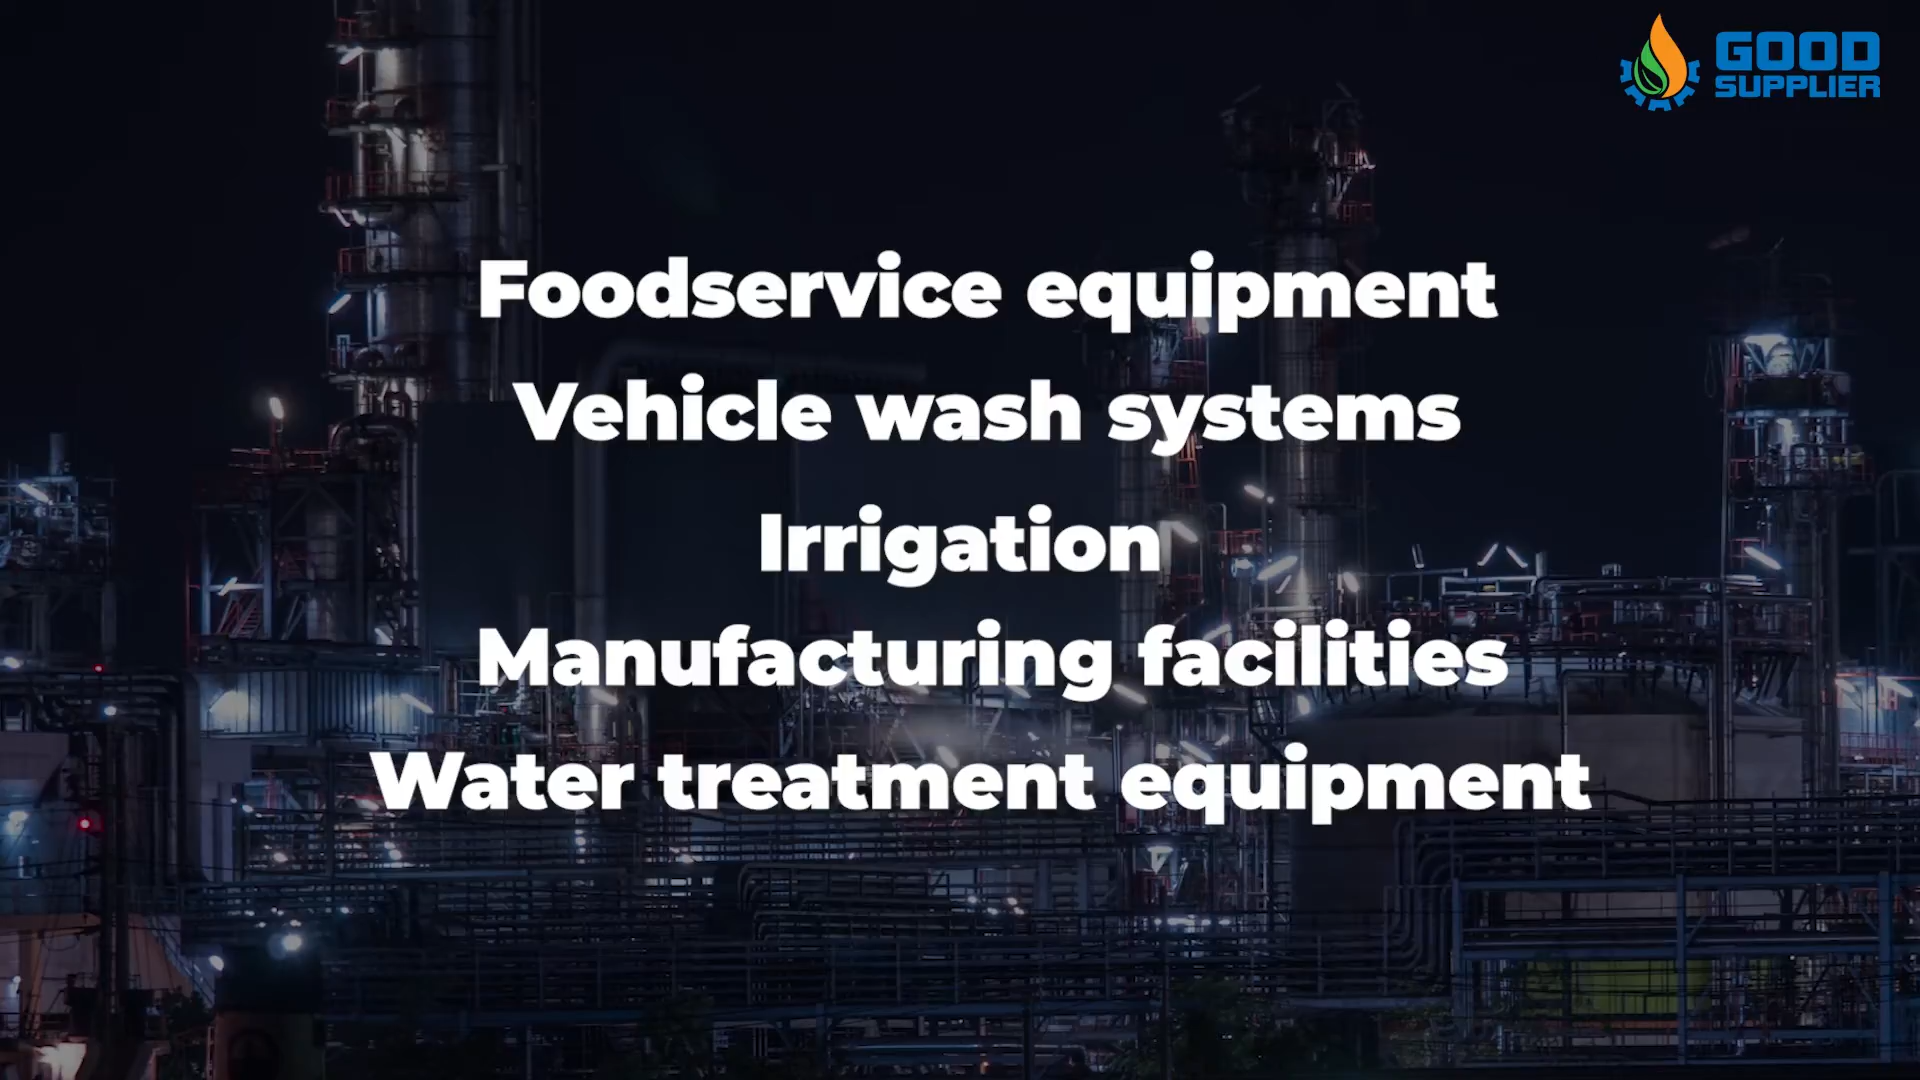 GOOD
SUPPLIER
Foodservice equipment
Vehicle wash systems
Irrigation
Manufacturing facilities
Water treatment equipment